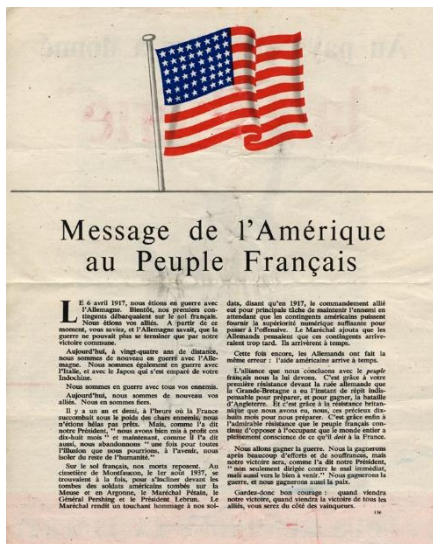 Message de l'Amérique
au Peuple Français
LE 6 avril 1917, nous étions en guerre avec
l'Allemagne. Bientôt, nos premiers con-
tingents débarquaient sur le sol français.
Nous étions vos alliés. A partir de ce
moment, vous saviez, et l'Allemagne savait, que la
guerre ne pouvait plus se terminer que par notre
victoire commune.
Aujourd'hui, à vingt-quatre ans de distance,
nous sommes de nouveau en guerre avec l'Alle-
magne. Nous sommes également en guerre avec
l'Italie, et avec le Japon qui s'est emparé de votre
Indochine.
Nous sommes en guerre avec tous vos ennemis.
Aujourd'hui, nous sommes de nouveau vos
alliés. Nous en sommes fiers.
Il y a un an et demi, à l'heure où la France
succombait sous le poids des chars ennemis, nous
n'étions hélas pas prêts. Mais, comme l'a dit
notre Président, " nous avons bien mis à profit ces
dix-huit mois " et maintenant, comme il l'a dit
aussi, nous abandonnons " une fois pour toutes
l'illusion que nous pourrions, à l'avenir, nous
isoler du reste de l'humanité."
Sur le sol français, nos morts reposent. Au
cimetière de Montfaucon, le 1er août 1937, se
trouvaient à la fois, pour s'incliner devant les
tombes des soldats américains tombés sur la
Meuse et en Argonne, le Maréchal Pétain, le
Général Pershing et le Président Lebrun. Le
Maréchal rendit un touchant hommage à nos sol-
dats, disant qu'en 1917, le commandement allié
eut pour principale tâche de maintenir l'ennemi en
attendant que les contingents américains puissent
fournir la supériorité numérique suffisante pour
passer à l'offensive. Le Maréchal ajouta que les
Allemands pensaient que ces contingents arrive-
raient trop tard. Ils arrivèrent à temps.
Cette fois encore, les Allemands ont fait la
même erreur : l'aide américaine arrive à temps.
L'alliance que nous concluons avec le peuple
français nous la lui devons. C'est grâce à votre
première résistance devant la ruée allemande que
la Grande-Bretagne a eu l'instant de répit indis-
pensable pour préparer, et pour gagner, la bataille
d'Angleterre. Et c'est grâce à la résistance britan-
nique que nous avons eu, nous, ces précieux dix-
huits mois pour nous préparer. C'est grâce enfin à
l'admirable résistance que le peuple français con-
tinue d'opposer à l'occupant que le monde entier a
pleinement conscience de ce qu'il doit à la France.
Nous allons gagner la guerre. Nous la gagnerons
après beaucoup d'efforts et de souffrances, mais
notre victoire sera, comme l'a dit notre Président,
" non seulement dirigée contre le mal immédiat,
mais aussi vers le bien à venir." Nous gagnerons la
guerre, et nous gagnerons aussi la paix.
Gardez-donc bon courage : quand viendra
notre victoire, quand viendra la victoire de tous les
alliés, vous serez du côté des vainqueurs.